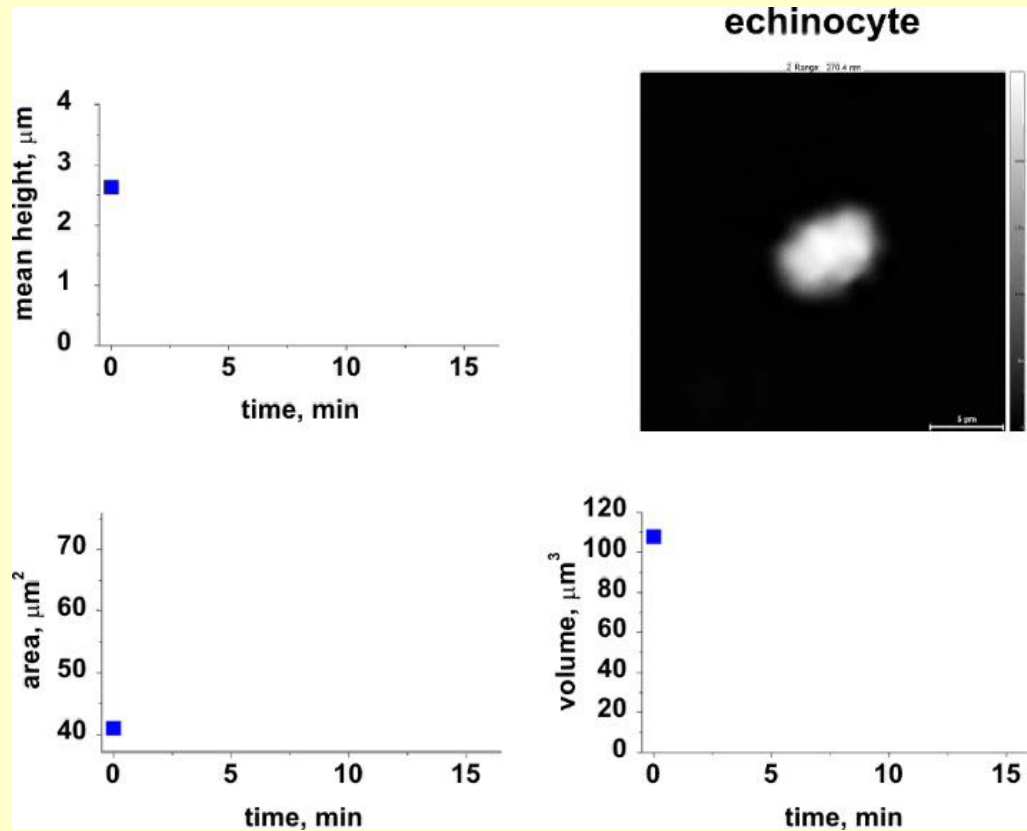 echinocyte
Z Range: 270.4 nm
mean height, μm
4
3
2
1
0
0 5 10 15
time, min
5 μm
area, μm²
70
60
50
40
0 5 10 15
time, min
volume, μm³
120
100
80
60
40
20
0
0 5 10 15
time, min